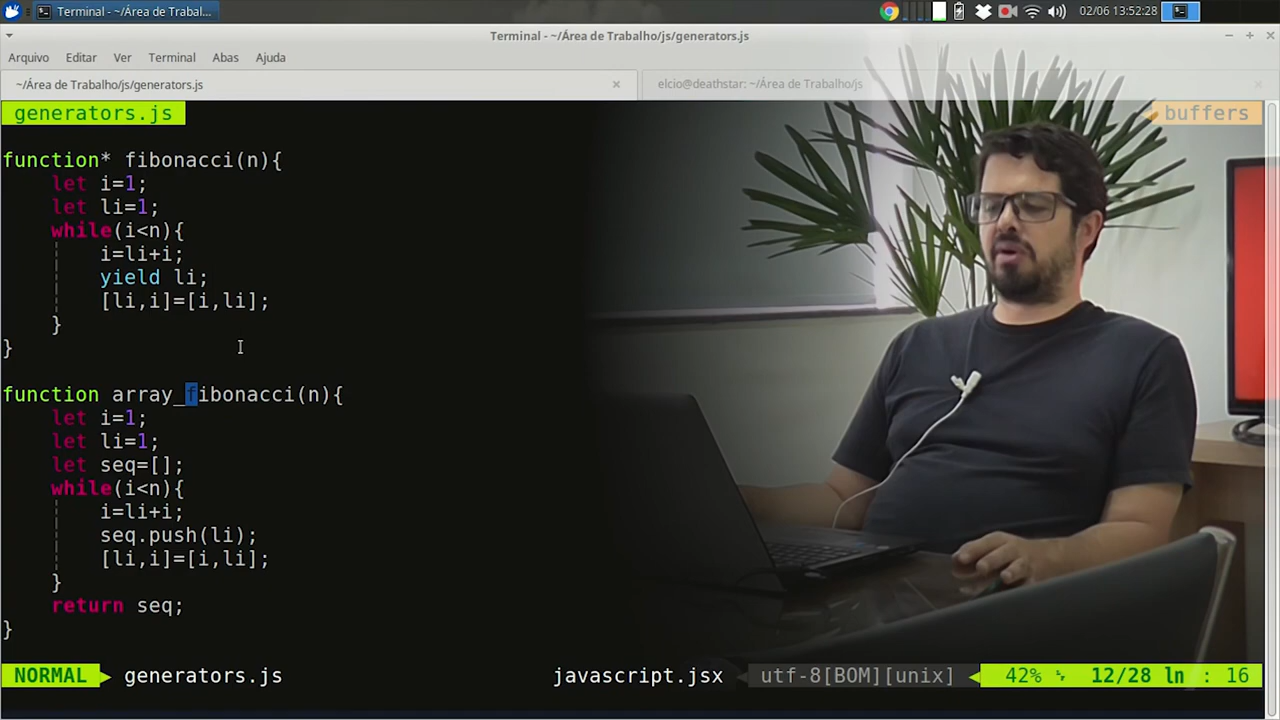 Terminal - ~/Área de Trabal...
02/06 13:52:28
Terminal - ~/Área de Trabalho/js/generators.js
Arquivo Editar Ver Terminal Abas Ajuda
~/Área de Trabalho/js/generators.js
elcio@deathstar: ~/Área de Trabalho/js
generators.js
buffers
function* fibonacci(n){
let i=1;
let li=1;
while(i<n){
i=li+i;
yield li;
[li,i]=[i,li];
}
}
function array_fibonacci(n){
let i=1;
let li=1;
let seq=[];
while(i<n){
i=li+i;
seq.push(li);
[li,i]=[i,li];
}
return seq;
}
NORMAL generators.js javascript.jsx utf-8[BOM][unix] 42% 12/28 ln : 16